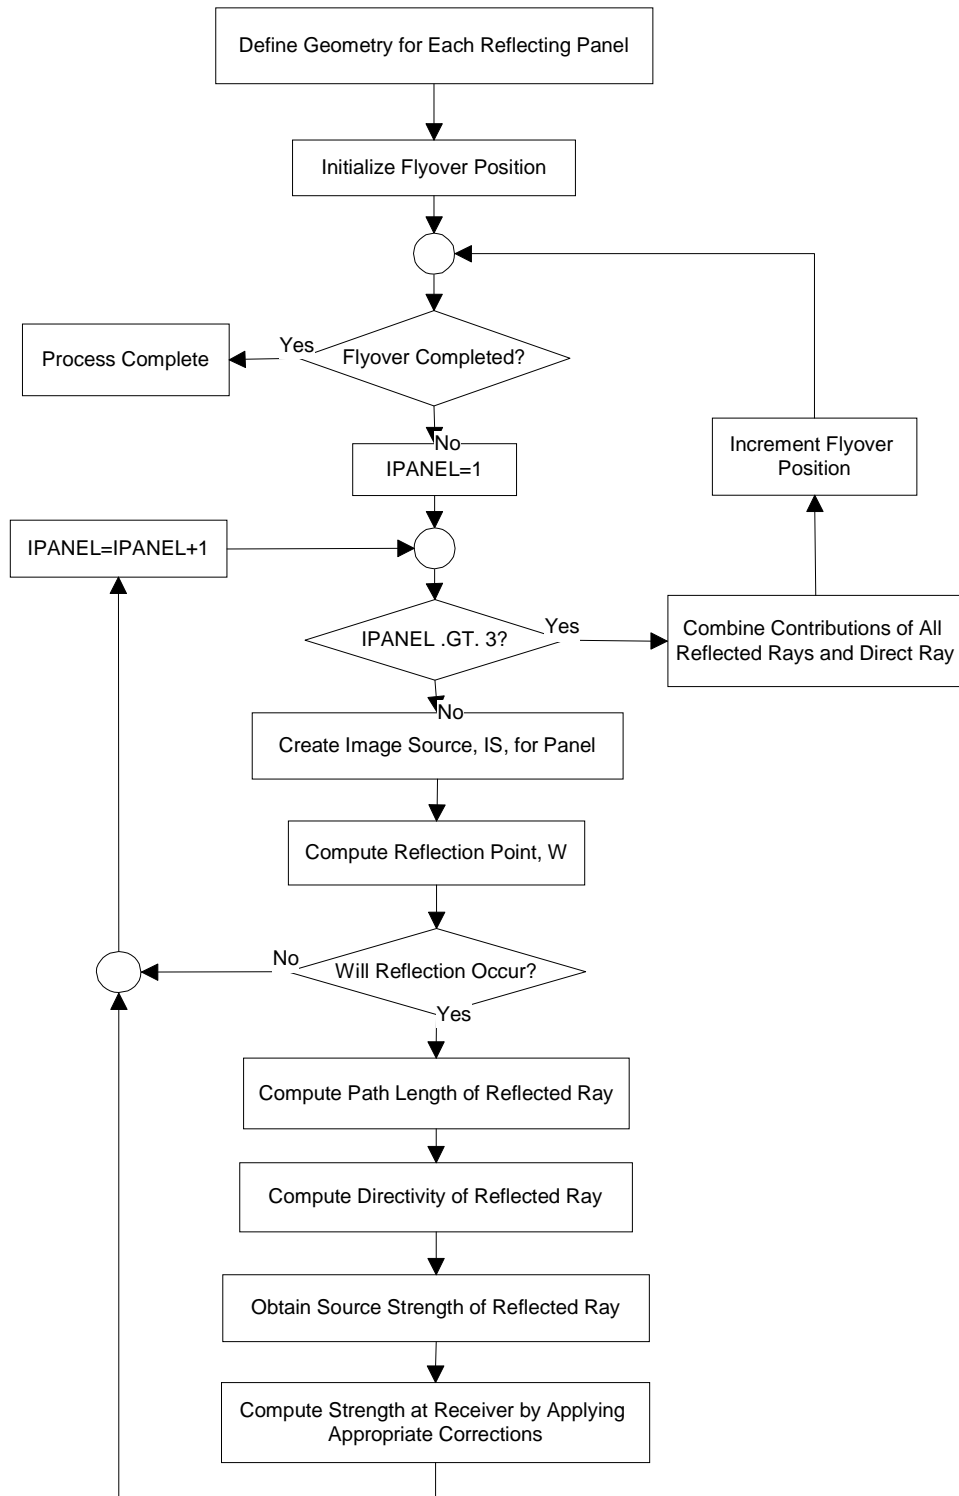 Define Geometry for Each Reflecting Panel
Initialize Flyover Position
Yes
Process Complete
Flyover Completed?
No
IPANEL=1
Increment Flyover
Position
IPANEL=IPANEL+1
IPANEL .GT. 3?
Yes
Combine Contributions of All
Reflected Rays and Direct Ray
No
Create Image Source, IS, for Panel
Compute Reflection Point, W
No
Will Reflection Occur?
Yes
Compute Path Length of Reflected Ray
Compute Directivity of Reflected Ray
Obtain Source Strength of Reflected Ray
Compute Strength at Receiver by Applying
Appropriate Corrections